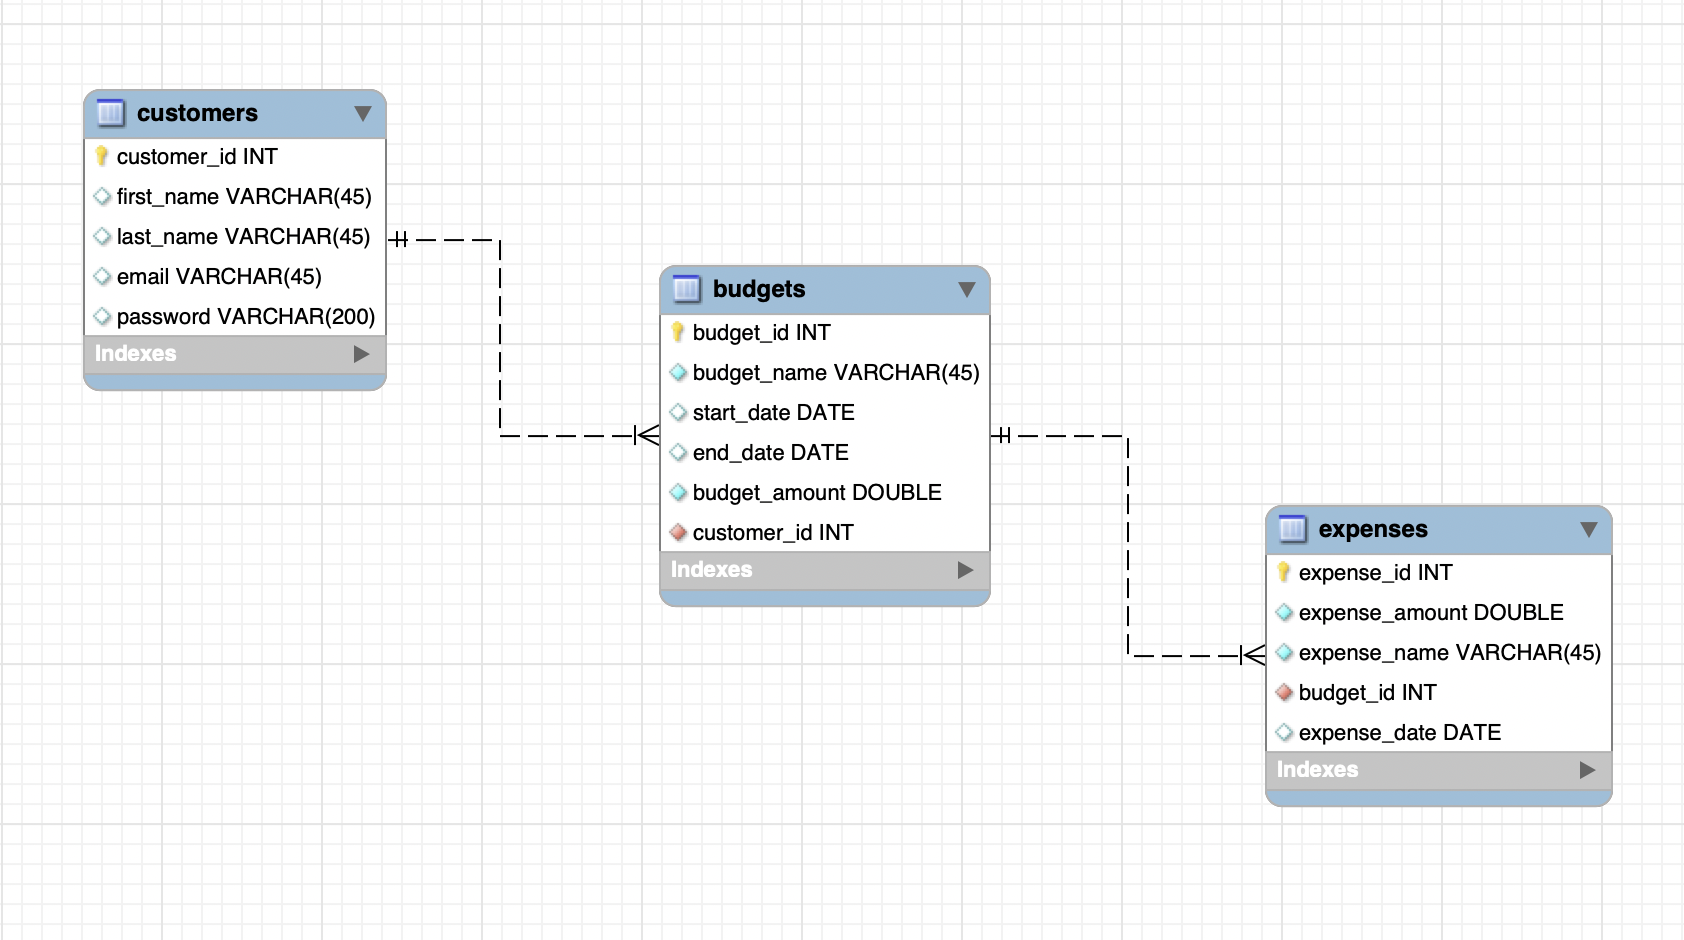 customers
customer_id INT
first_name VARCHAR(45)
last_name VARCHAR(45)
email VARCHAR(45)
password VARCHAR(200)
Indexes
budgets
budget_id INT
budget_name VARCHAR(45)
start_date DATE
end_date DATE
budget_amount DOUBLE
customer_id INT
Indexes
expenses
expense_id INT
expense_amount DOUBLE
expense_name VARCHAR(45)
budget_id INT
expense_date DATE
Indexes